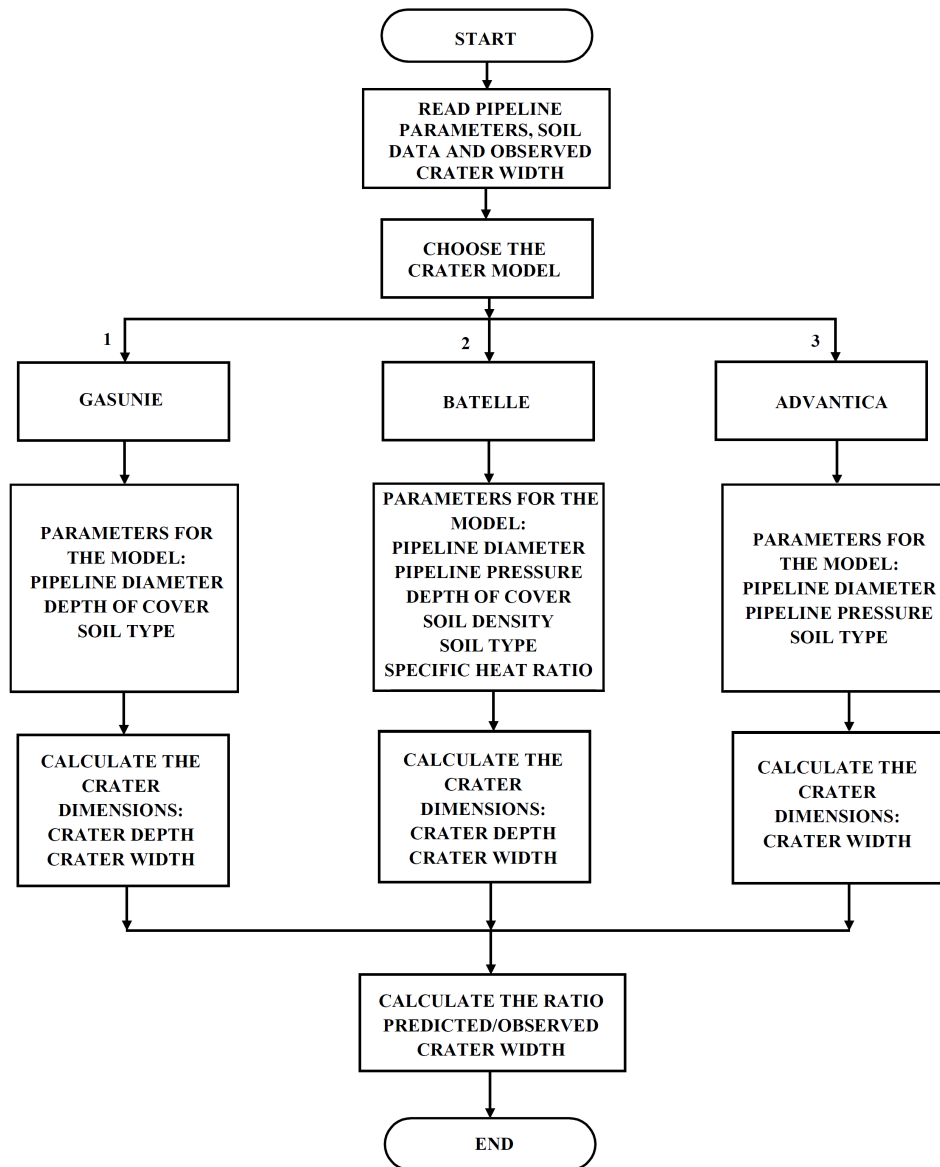 START
READ PIPELINE
PARAMETERS, SOIL
DATA AND OBSERVED
CRATER WIDTH
CHOOSE THE
CRATER MODEL
1
2
3
GASUNIE
BATELLE
ADVANTICA
PARAMETERS FOR
THE MODEL:
PIPELINE DIAMETER
DEPTH OF COVER
SOIL TYPE
PARAMETERS FOR THE
MODEL:
PIPELINE DIAMETER
PIPELINE PRESSURE
DEPTH OF COVER
SOIL DENSITY
SOIL TYPE
SPECIFIC HEAT RATIO
PARAMETERS FOR
THE MODEL:
PIPELINE DIAMETER
PIPELINE PRESSURE
SOIL TYPE
CALCULATE THE
CRATER
DIMENSIONS:
CRATER DEPTH
CRATER WIDTH
CALCULATE THE
CRATER
DIMENSIONS:
CRATER DEPTH
CRATER WIDTH
CALCULATE THE
CRATER
DIMENSIONS:
CRATER WIDTH
CALCULATE THE RATIO
PREDICTED/OBSERVED
CRATER WIDTH
END